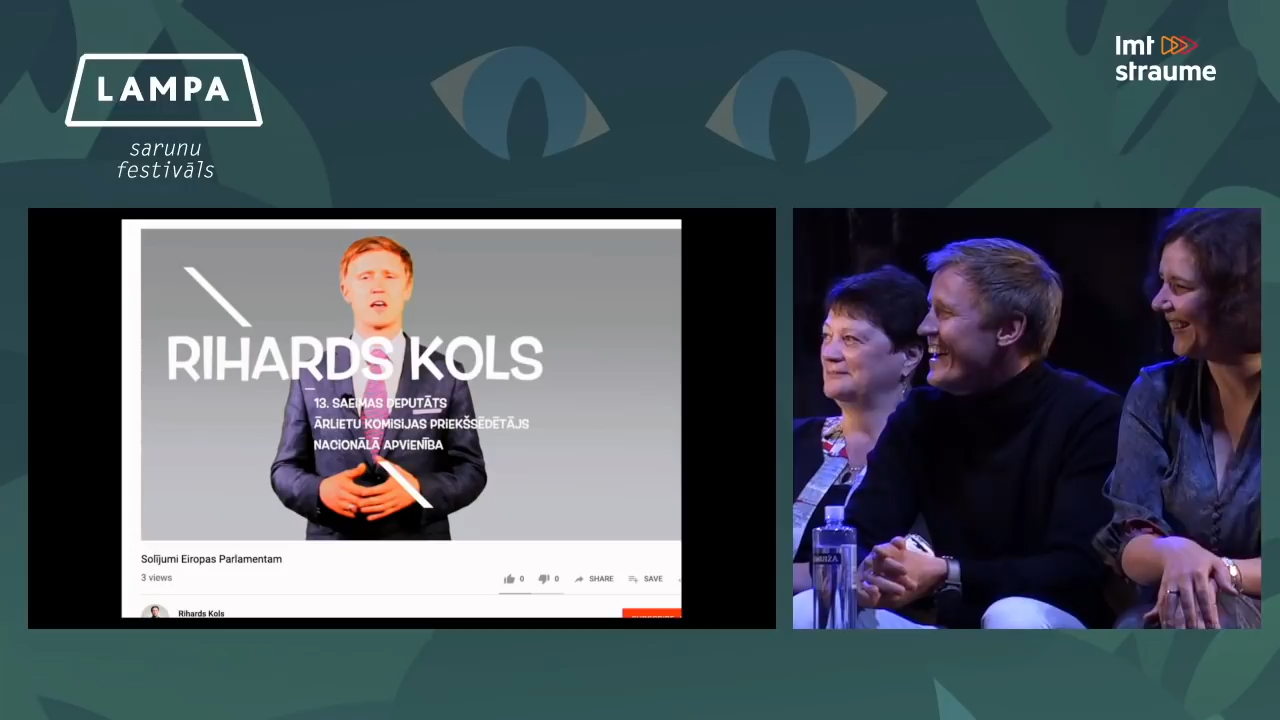 LAMPA
sarunu
festivāls
lmt
straume
RIHARDS KOLS
13. SAEIMAS DEPUTĀTS
ĀRLIETU KOMISIJAS PRIEKŠSĒDĒTĀJS
NACIONĀLĀ APVIENĪBA
Solījumi Eiropas Parlamentam
3 views
0
0
SHARE
SAVE
Rihards Kols